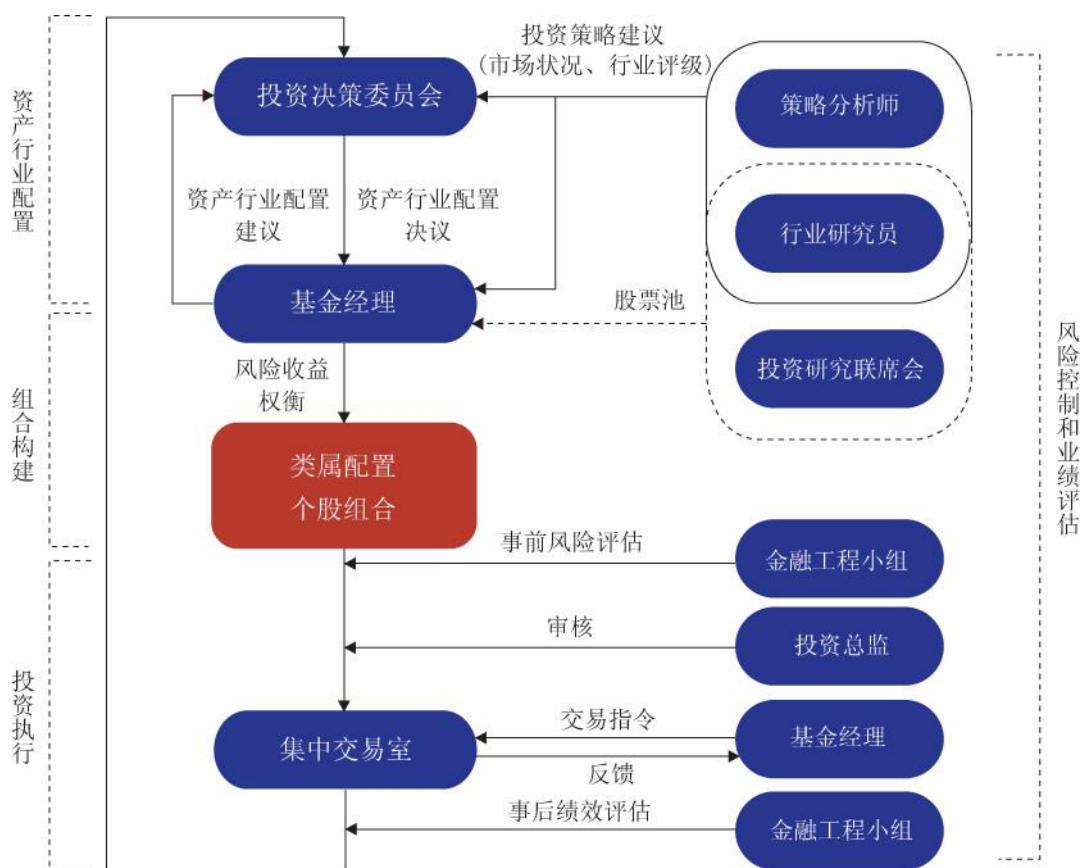 投资策略建议
(市场状况、行业评级)
投资决策委员会
策略分析师
资产行业配置
资产行业配置
建议
资产行业配置
决议
行业研究员
基金经理
股票池
投资研究联席会
风险收益
权衡
组合构建
类属配置
个股组合
风险控制和业绩评估
事前风险评估
金融工程小组
审核
投资总监
投资执行
集中交易室
交易指令
反馈
基金经理
事后绩效评估
金融工程小组